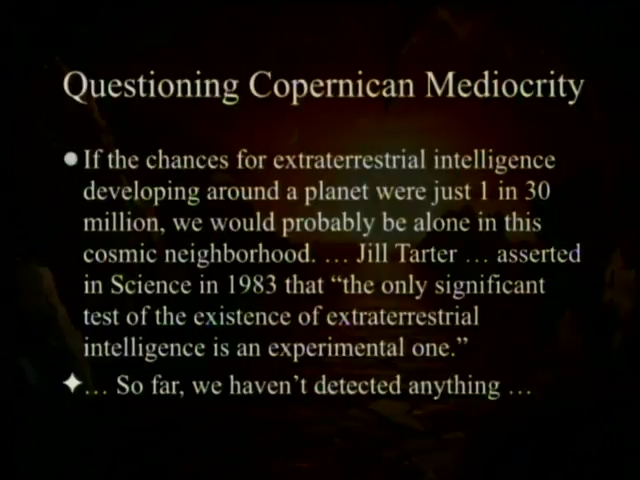 Questioning Copernican Mediocrity
If the chances for extraterrestrial intelligence
developing around a planet were just 1 in 30
million, we would probably be alone in this
cosmic neighborhood. … Jill Tarter … asserted
in Science in 1983 that “the only significant
test of the existence of extraterrestrial
intelligence is an experimental one.”
… So far, we haven’t detected anything …